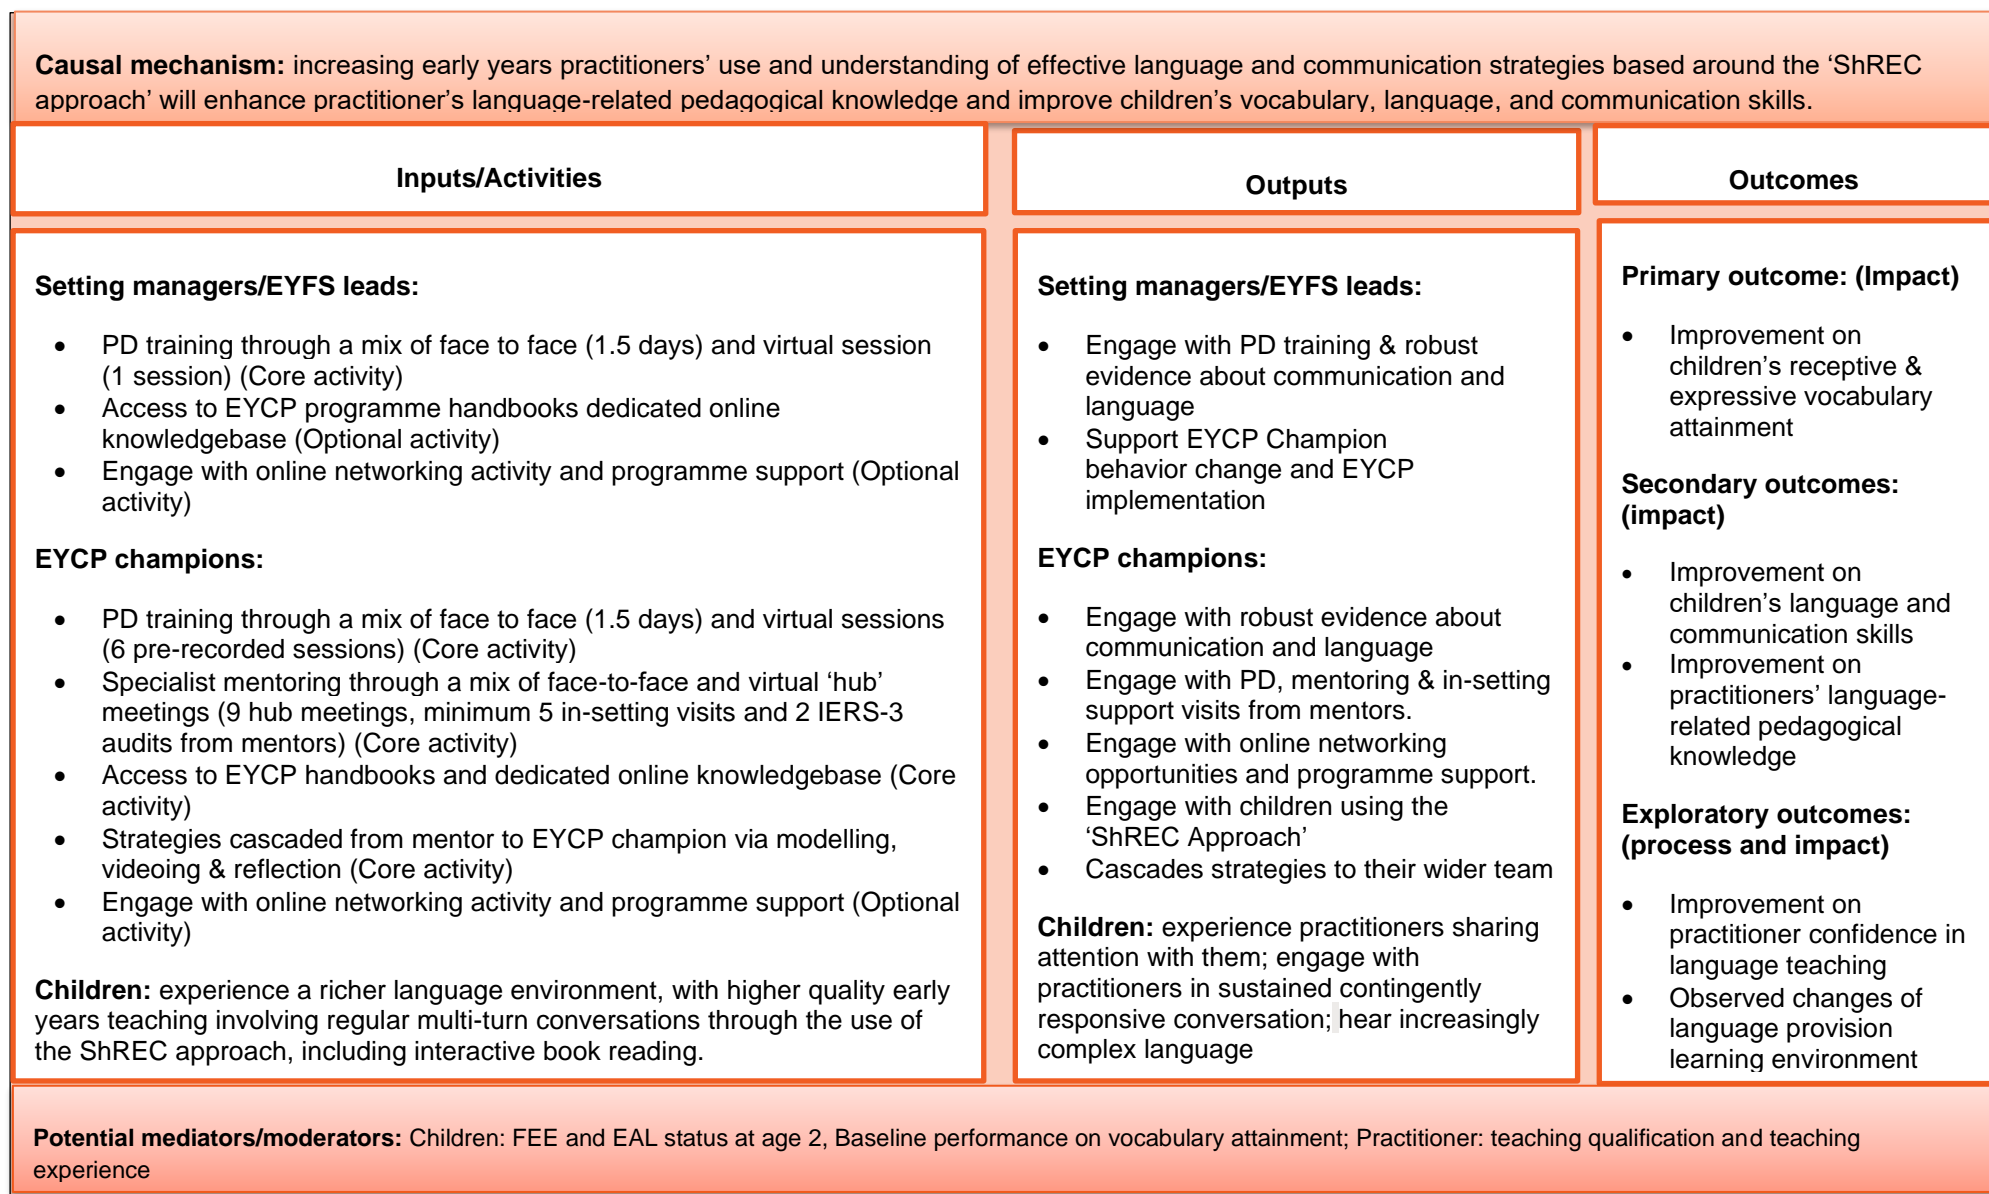 Causal mechanism: increasing early years practitioners' use and understanding of effective language and communication strategies based around the 'ShREC
approach' will enhance practitioner's language-related pedagogical knowledge and improve children's vocabulary, language, and communication skills.
Inputs/Activities
Setting managers/EYFS leads:
• PD training through a mix of face to face (1.5 days) and virtual session
(1 session) (Core activity)
• Access to EYCP programme handbooks dedicated online
knowledgebase (Optional activity)
• Engage with online networking activity and programme support (Optional
activity)
EYCP champions:
• PD training through a mix of face to face (1.5 days) and virtual sessions
(6 pre-recorded sessions) (Core activity)
• Specialist mentoring through a mix of face-to-face and virtual 'hub'
meetings (9 hub meetings, minimum 5 in-setting visits and 2 IERS-3
audits from mentors) (Core activity)
• Access to EYCP handbooks and dedicated online knowledgebase (Core
activity)
• Strategies cascaded from mentor to EYCP champion via modelling,
videoing & reflection (Core activity)
• Engage with online networking activity and programme support (Optional
activity)
Children: experience a richer language environment, with higher quality early
years teaching involving regular multi-turn conversations through the use of
the ShREC approach, including interactive book reading.
Outputs
Setting managers/EYFS leads:
• Engage with PD training & robust
evidence about communication and
language
• Support EYCP Champion
behavior change and EYCP
implementation
EYCP champions:
• Engage with robust evidence about
communication and language
• Engage with PD, mentoring & in-setting
support visits from mentors.
• Engage with online networking
opportunities and programme support.
• Engage with children using the
'ShREC Approach'
• Cascades strategies to their wider team
Children: experience practitioners sharing
attention with them; engage with
practitioners in sustained contingently
responsive conversation; hear increasingly
complex language
Outcomes
Primary outcome: (Impact)
• Improvement on
children's receptive &
expressive vocabulary
attainment
Secondary outcomes:
(impact)
• Improvement on
children's language and
communication skills
• Improvement on
practitioners' language-
related pedagogical
knowledge
Exploratory outcomes:
(process and impact)
• Improvement on
practitioner confidence in
language teaching
• Observed changes of
language provision
learning environment
Potential mediators/moderators: Children: FEE and EAL status at age 2, Baseline performance on vocabulary attainment; Practitioner: teaching qualification and teaching
experience